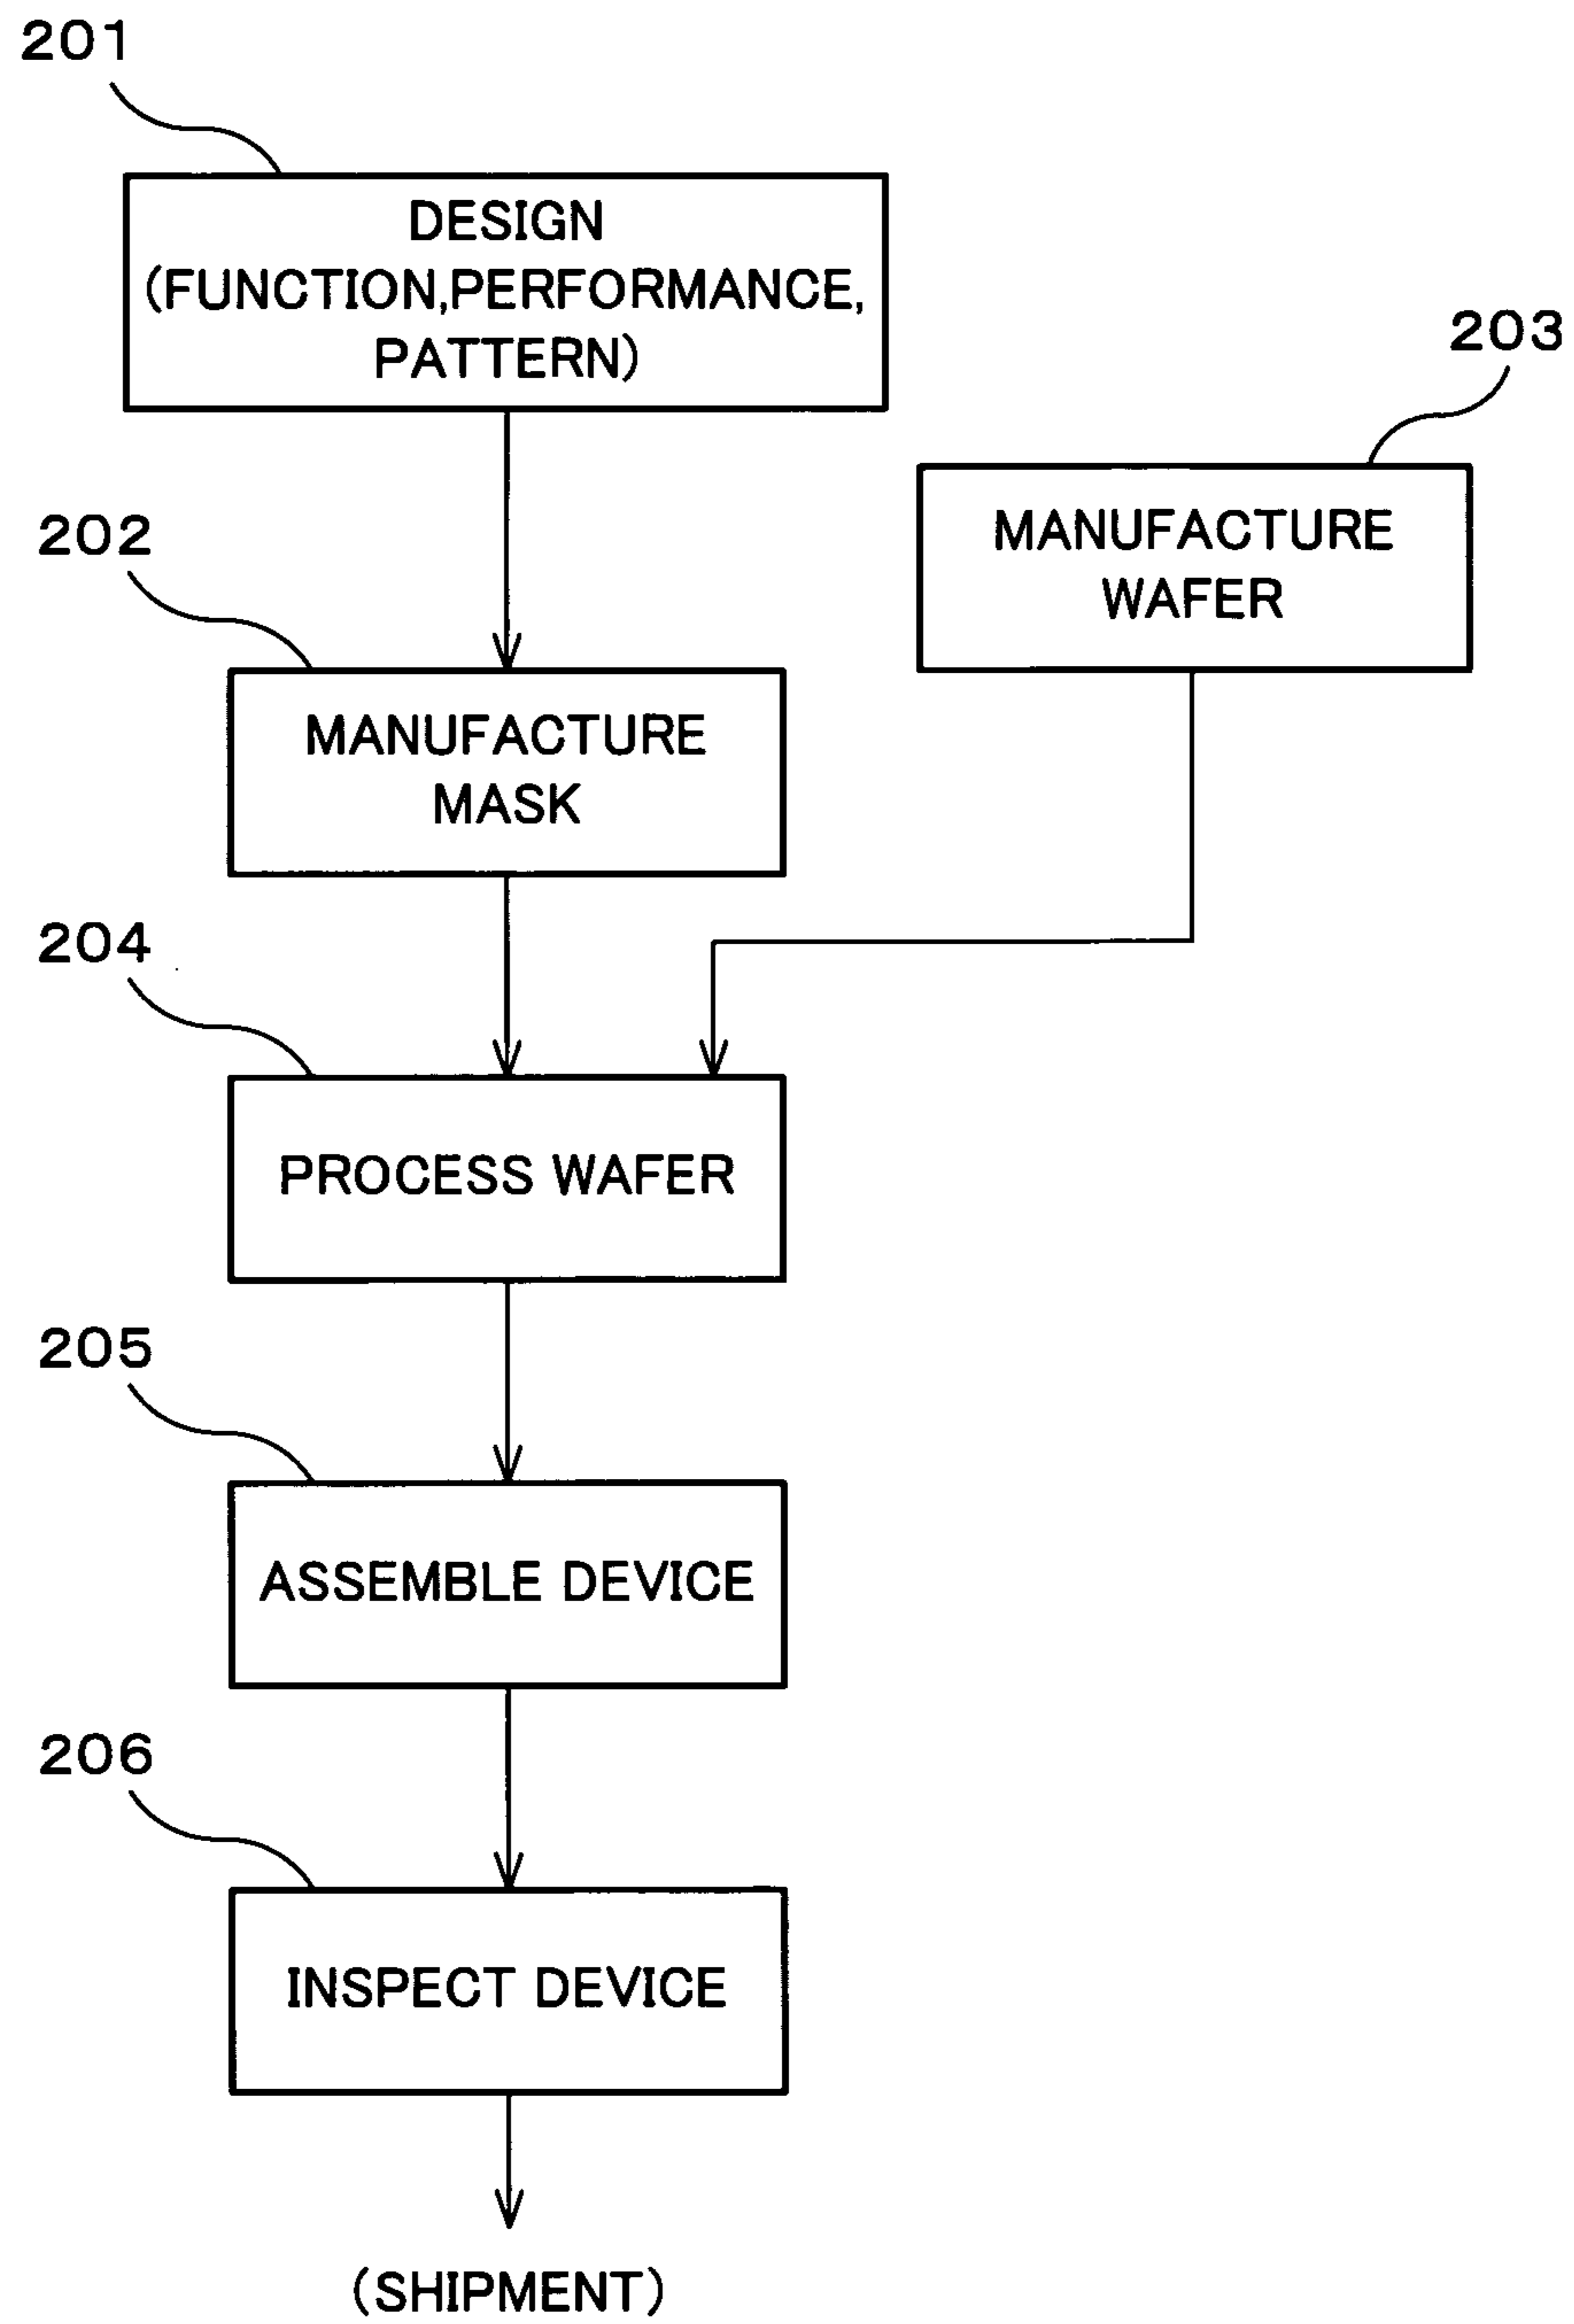 201
DESIGN
(FUNCTION,PERFORMANCE,
PATTERN)
203
MANUFACTURE
WAFER
202
MANUFACTURE
MASK
204
PROCESS WAFER
205
ASSEMBLE DEVICE
206
INSPECT DEVICE
(SHIPMENT)